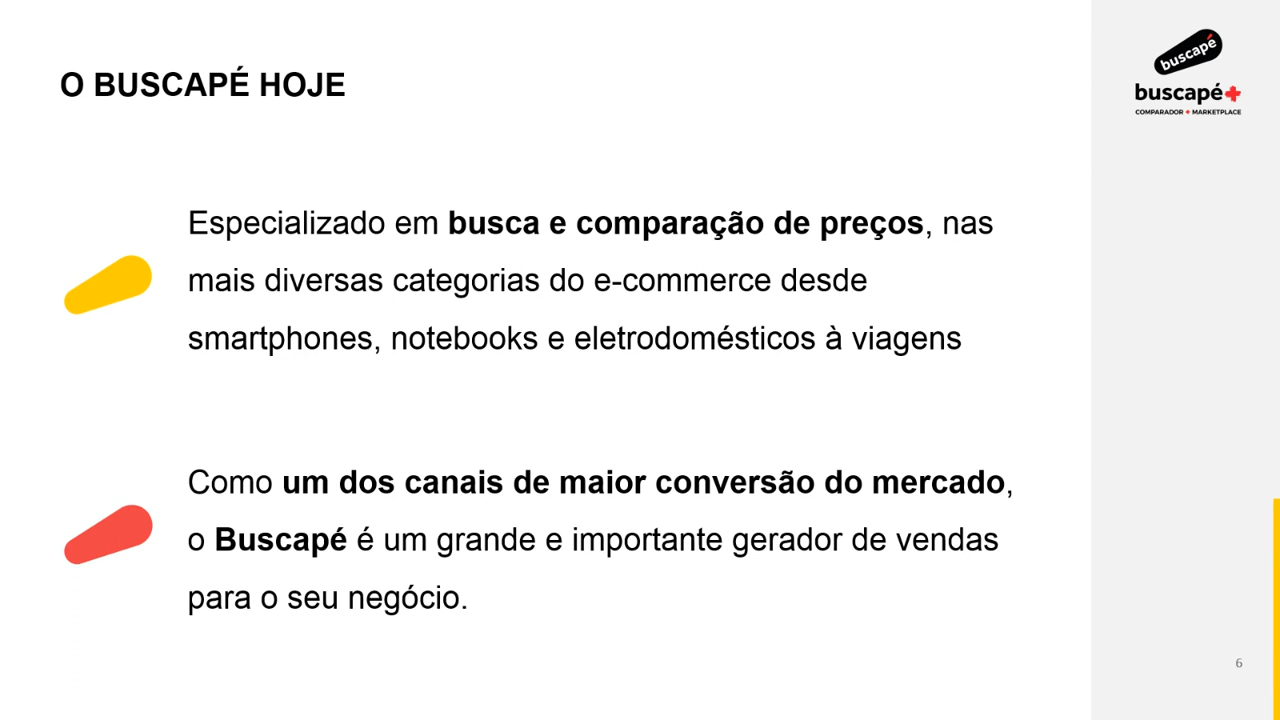 O BUSCAPÉ HOJE
buscapé
buscapé+
COMPARADOR + MARKETPLACE
Especializado em busca e comparação de preços, nas
mais diversas categorias do e-commerce desde
smartphones, notebooks e eletrodomésticos à viagens
Como um dos canais de maior conversão do mercado,
o Buscapé é um grande e importante gerador de vendas
para o seu negócio.
6